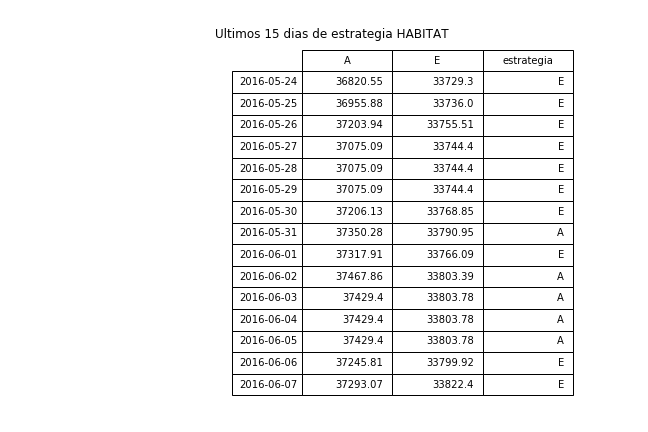 Ultimos 15 dias de estrategia HABITAT
A E estrategia
2016-05-24 36820.55 33729.3 E
2016-05-25 36955.88 33736.0 E
2016-05-26 37203.94 33755.51 E
2016-05-27 37075.09 33744.4 E
2016-05-28 37075.09 33744.4 E
2016-05-29 37075.09 33744.4 E
2016-05-30 37206.13 33768.85 E
2016-05-31 37350.28 33790.95 A
2016-06-01 37317.91 33766.09 E
2016-06-02 37467.86 33803.39 A
2016-06-03 37429.4 33803.78 A
2016-06-04 37429.4 33803.78 A
2016-06-05 37429.4 33803.78 A
2016-06-06 37245.81 33799.92 E
2016-06-07 37293.07 33822.4 E